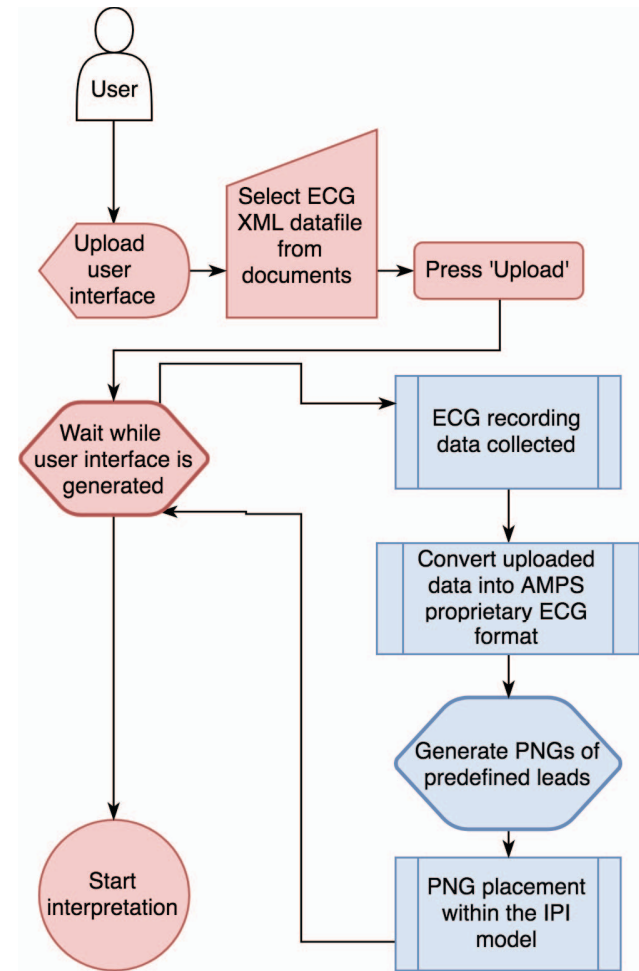 User
Upload
user
interface
Select ECG
XML datafile
from
documents
Press 'Upload'
Wait while
user interface is
generated
ECG recording
data collected
Convert uploaded
data into AMPS
proprietary ECG
format
Generate PNGs of
predefined leads
PNG placement
within the IPI
model
Start
interpretation